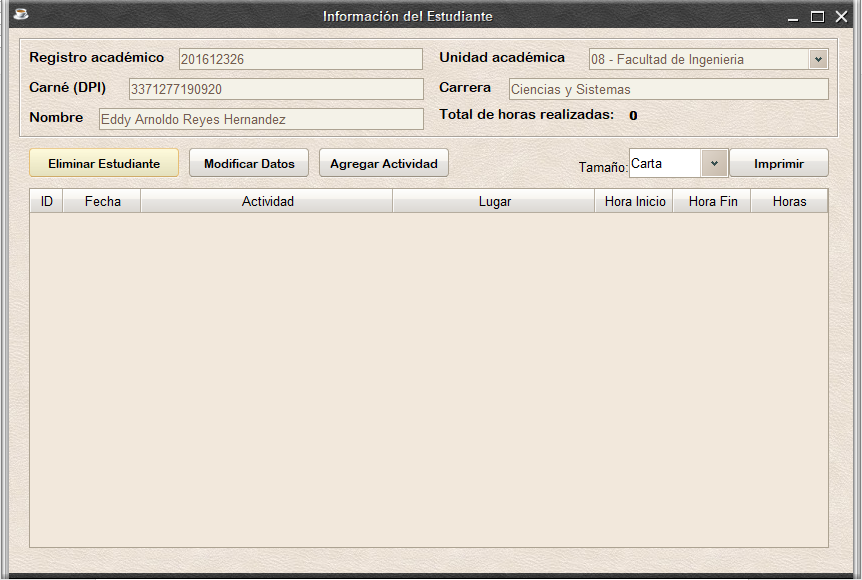 Información del Estudiante
Registro académico 201612326 Unidad académica 08 - Facultad de Ingenieria
Carné (DPI) 3371277190920 Carrera Ciencias y Sistemas
Nombre Eddy Arnoldo Reyes Hernandez Total de horas realizadas: 0
Eliminar Estudiante Modificar Datos Agregar Actividad Tamaño: Carta Imprimir
ID Fecha Actividad Lugar Hora Inicio Hora Fin Horas